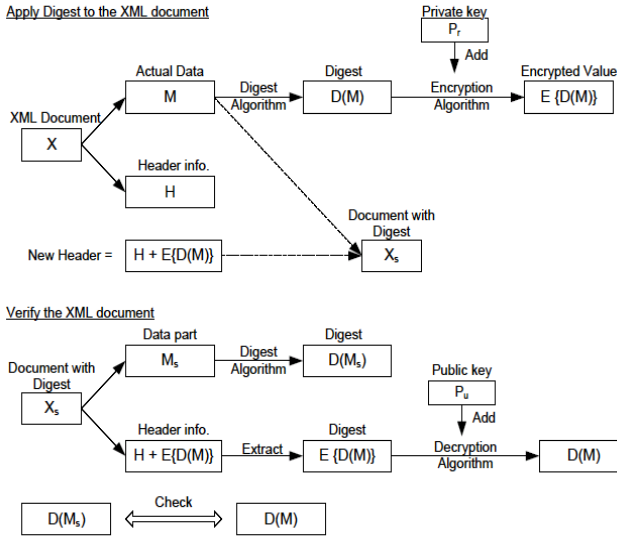 Apply Digest to the XML document
Private key
Pr
Add
Actual Data
M
Digest
Algorithm
Digest
D(M)
Encryption
Algorithm
Encrypted Value
E {D(M)}
XML Document
X
Header info.
H
Document with
Digest
Xs
New Header =
H + E{D(M)}
Verify the XML document
Data part
Ms
Digest
Algorithm
Digest
D(Ms)
Document with
Digest
Xs
Public key
Pu
Add
Header info.
H + E{D(M)}
Extract
Digest
E {D(M)}
Decryption
Algorithm
D(M)
D(Ms)
Check
D(M)